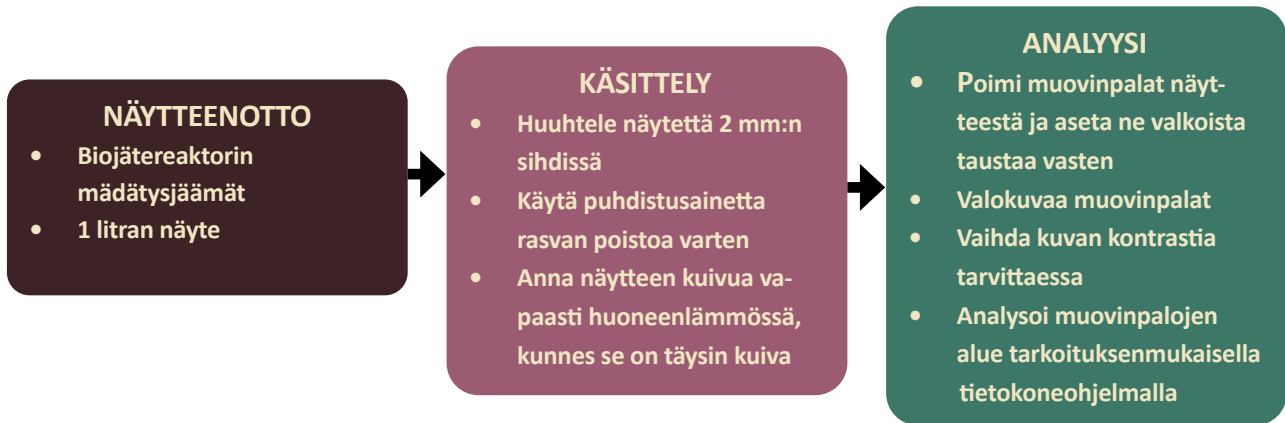 NÄYTTEENOTTO
• Biojätereaktorin
mädätysjäämät
• 1 litran näyte
KÄSITTELY
• Huuhtele näytettä 2 mm:n
sihdissä
• Käytä puhdistusainetta
rasvan poistoa varten
• Anna näytteen kuivua va-
paasti huoneenlämmössä,
kunnes se on täysin kuiva
ANALYYSI
• Poimi muovinpalat näyt-
teestä ja aseta ne valkoista
taustaa vasten
• Valokuvaa muovinpalat
• Vaihda kuvan kontrastia
tarvittaessa
• Analysoi muovinpalojen
alue tarkoituksenmukaisella
tietokoneohjelmalla